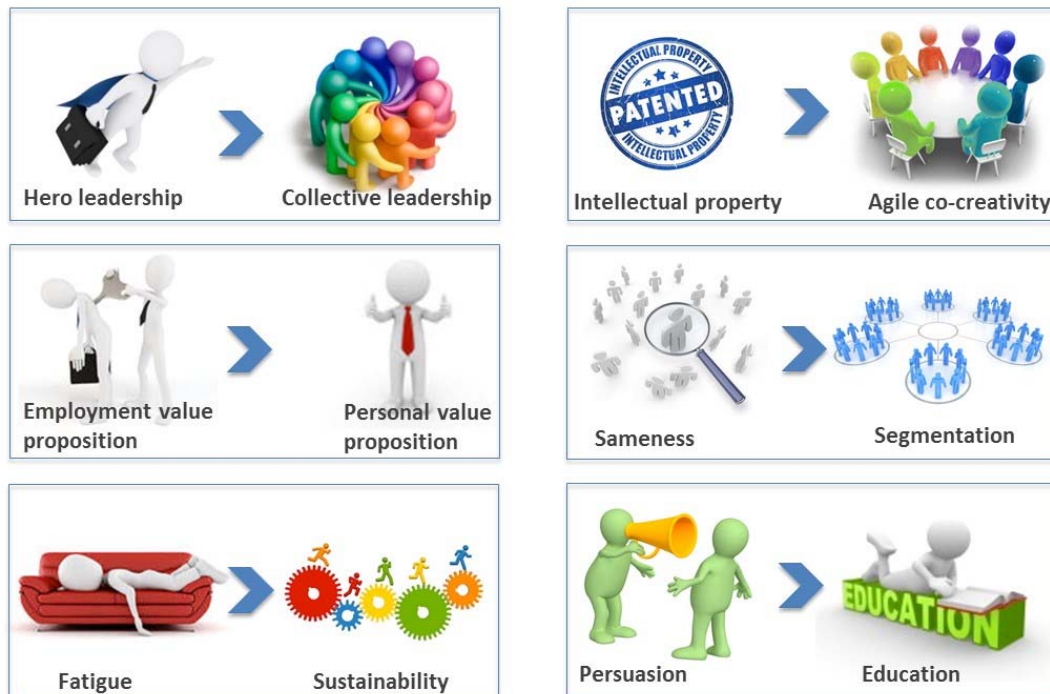 Hero leadership
Collective leadership
INTELLECTUAL PROPERTY
PATENTED
INTELLECTUAL PROPERTY
Intellectual property
Agile co-creativity
Employment value
proposition
Personal value
proposition
Sameness
Segmentation
Fatigue
Sustainability
Persuasion
EDUCATION
Education